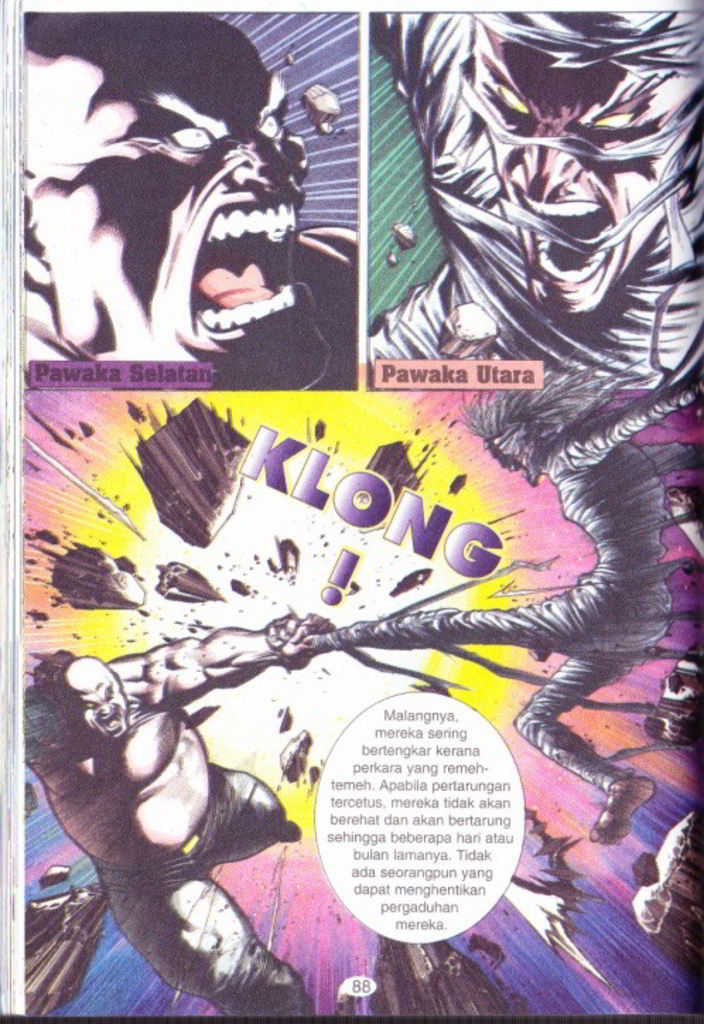 Pawaka Selatan
Pawaka Utara
KLONG
!
Malangnya,
mereka sering
bertengkar kerana
perkara yang remeh-
temeh. Apabila pertarungan
tercetus, mereka tidak akan
berehat dan akan bertarung
sehingga beberapa hari atau
bulan lamanya. Tidak
ada seorangpun yang
dapat menghentikan
pergaduhan
mereka.
88